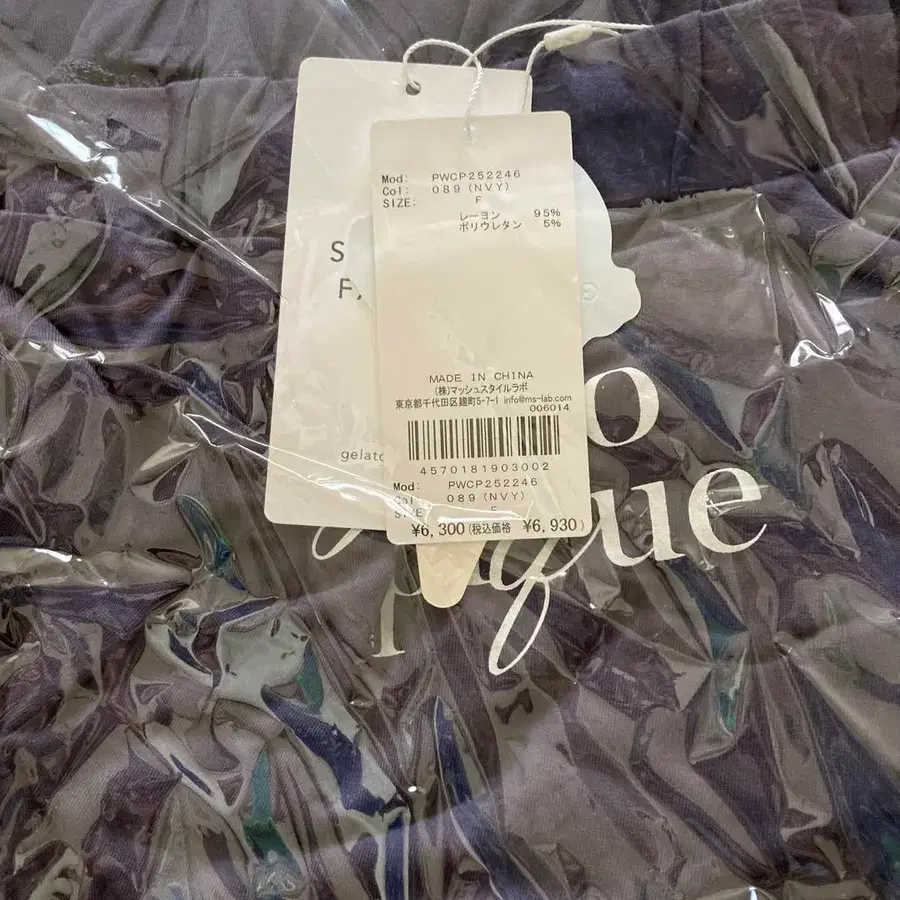 Mod: PWCP252246
Col: 089 (NVY)
SIZE: F
レーヨン 95%
ポリウレタン 5%
MADE IN CHINA
(株)マッシュスタイルラボ
東京都千代田区麹町5-7-1 info@ms-lab.com
006014
4570181903002
Mod: PWCP252246
Col: 089 (NVY)
SIZE: F
¥6,300(税込価格 ¥6,930)
gelato
que